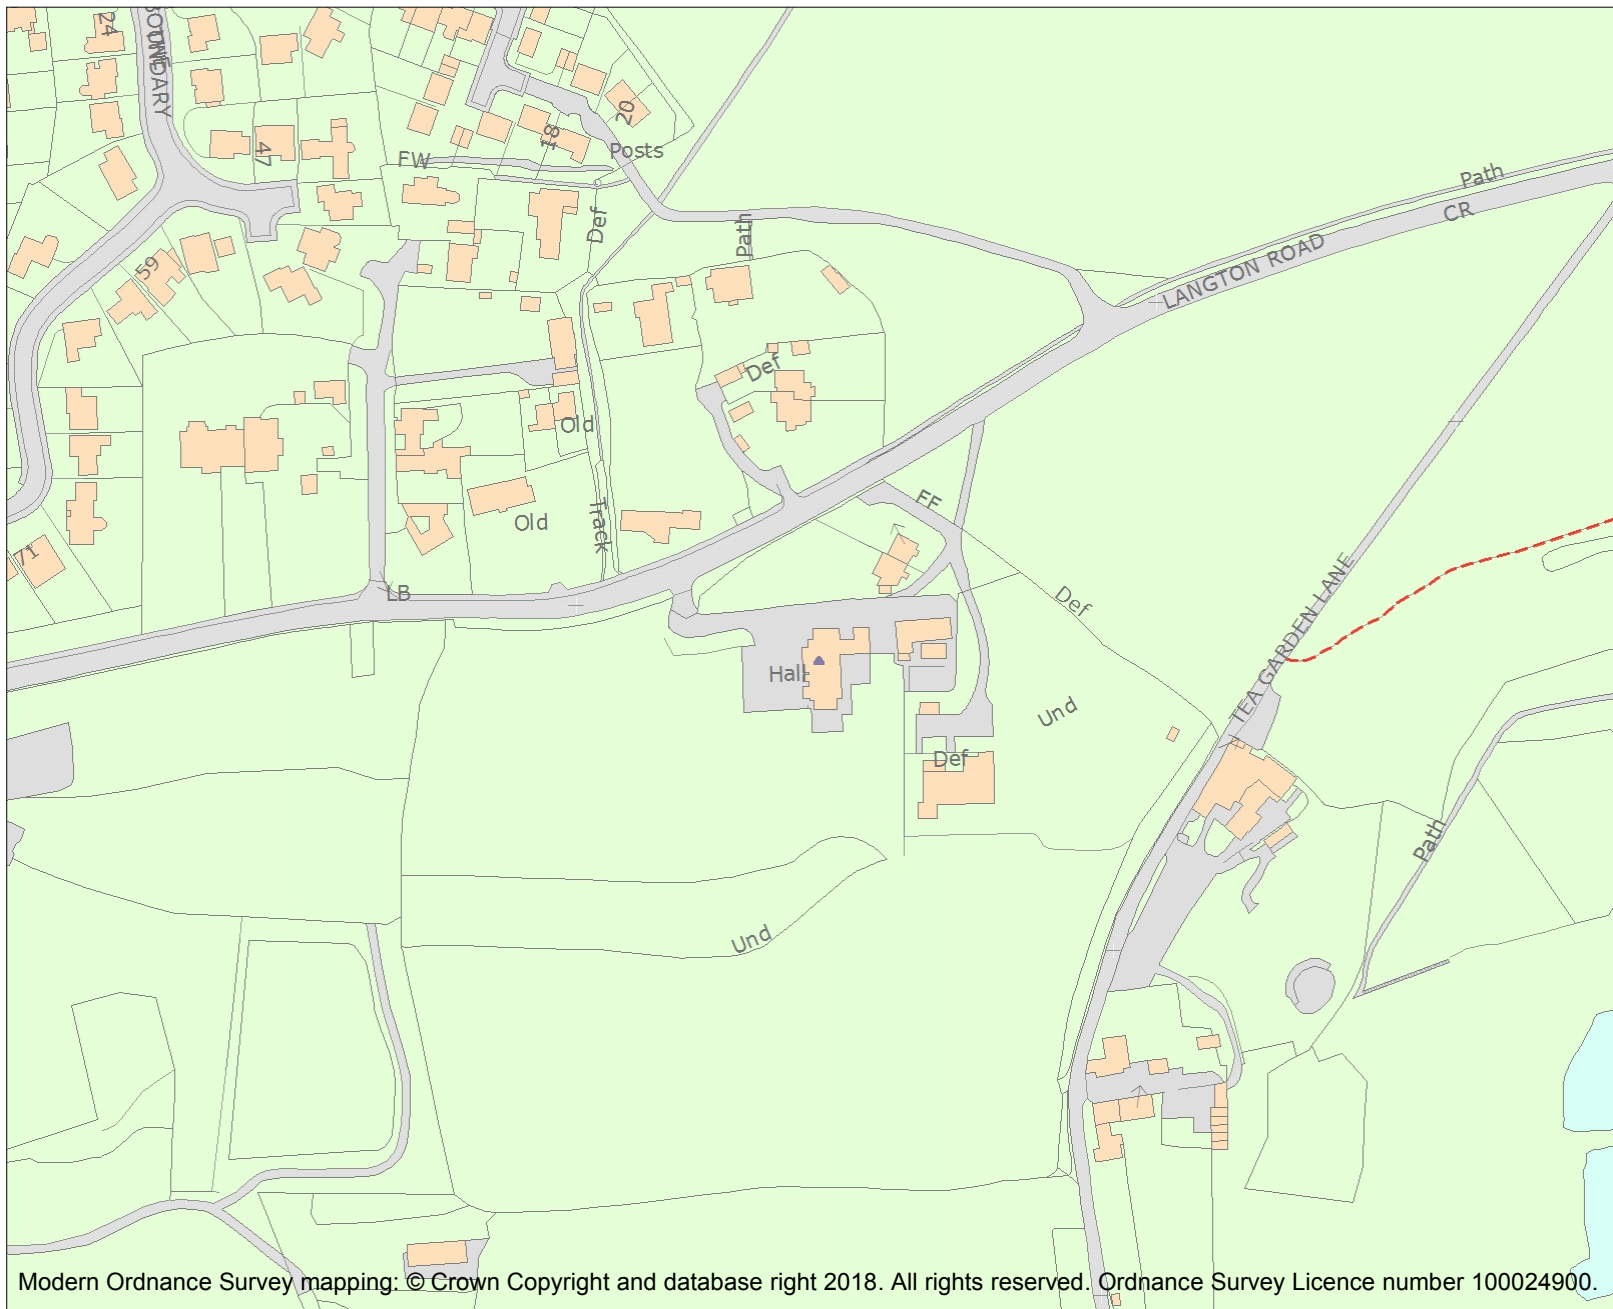 24
BOUNDARY
47
18
20
FW
Posts
Def
Path
59
Path
CR
LANGTON ROAD
Def
Old
Old
Track
71
LB
FF
Def
TEA GARDEN LANE
Hall
Und
Def
Path
Und
Modern Ordnance Survey mapping: © Crown Copyright and database right 2018. All rights reserved. Ordnance Survey Licence number 100024900.